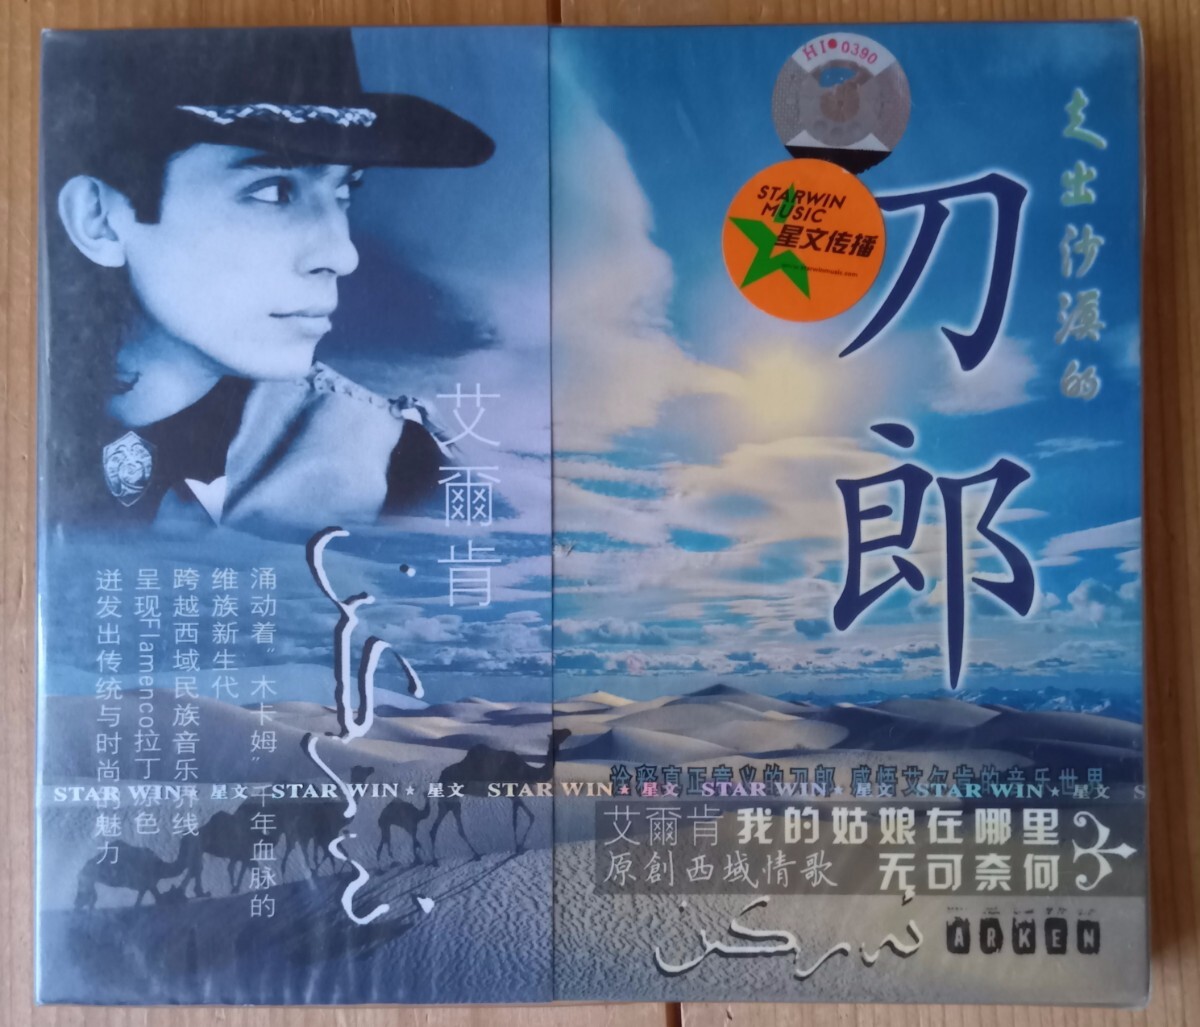 HI 0390
STARWIN
MUSIC
星文传播
走出沙漠的
刀郎
艾爾肯
涌动着"木卡姆"千年血脉的
维族新生代
跨越西域民族音乐界线
呈现Flamenco拉丁原色
迸发出传统与时尚的魅力
诠释真正意义的刀郎 感悟艾尔肯的音乐世界
STAR WIN ★ 星文 STAR WIN ★ 星文 STAR WIN ★ 星文 STAR WIN ★ 星文 STAR WIN ★ 星文 S
艾爾肯 我的姑娘在哪里
原創西域情歌 无可奈何
ئەركەن
ARKEN